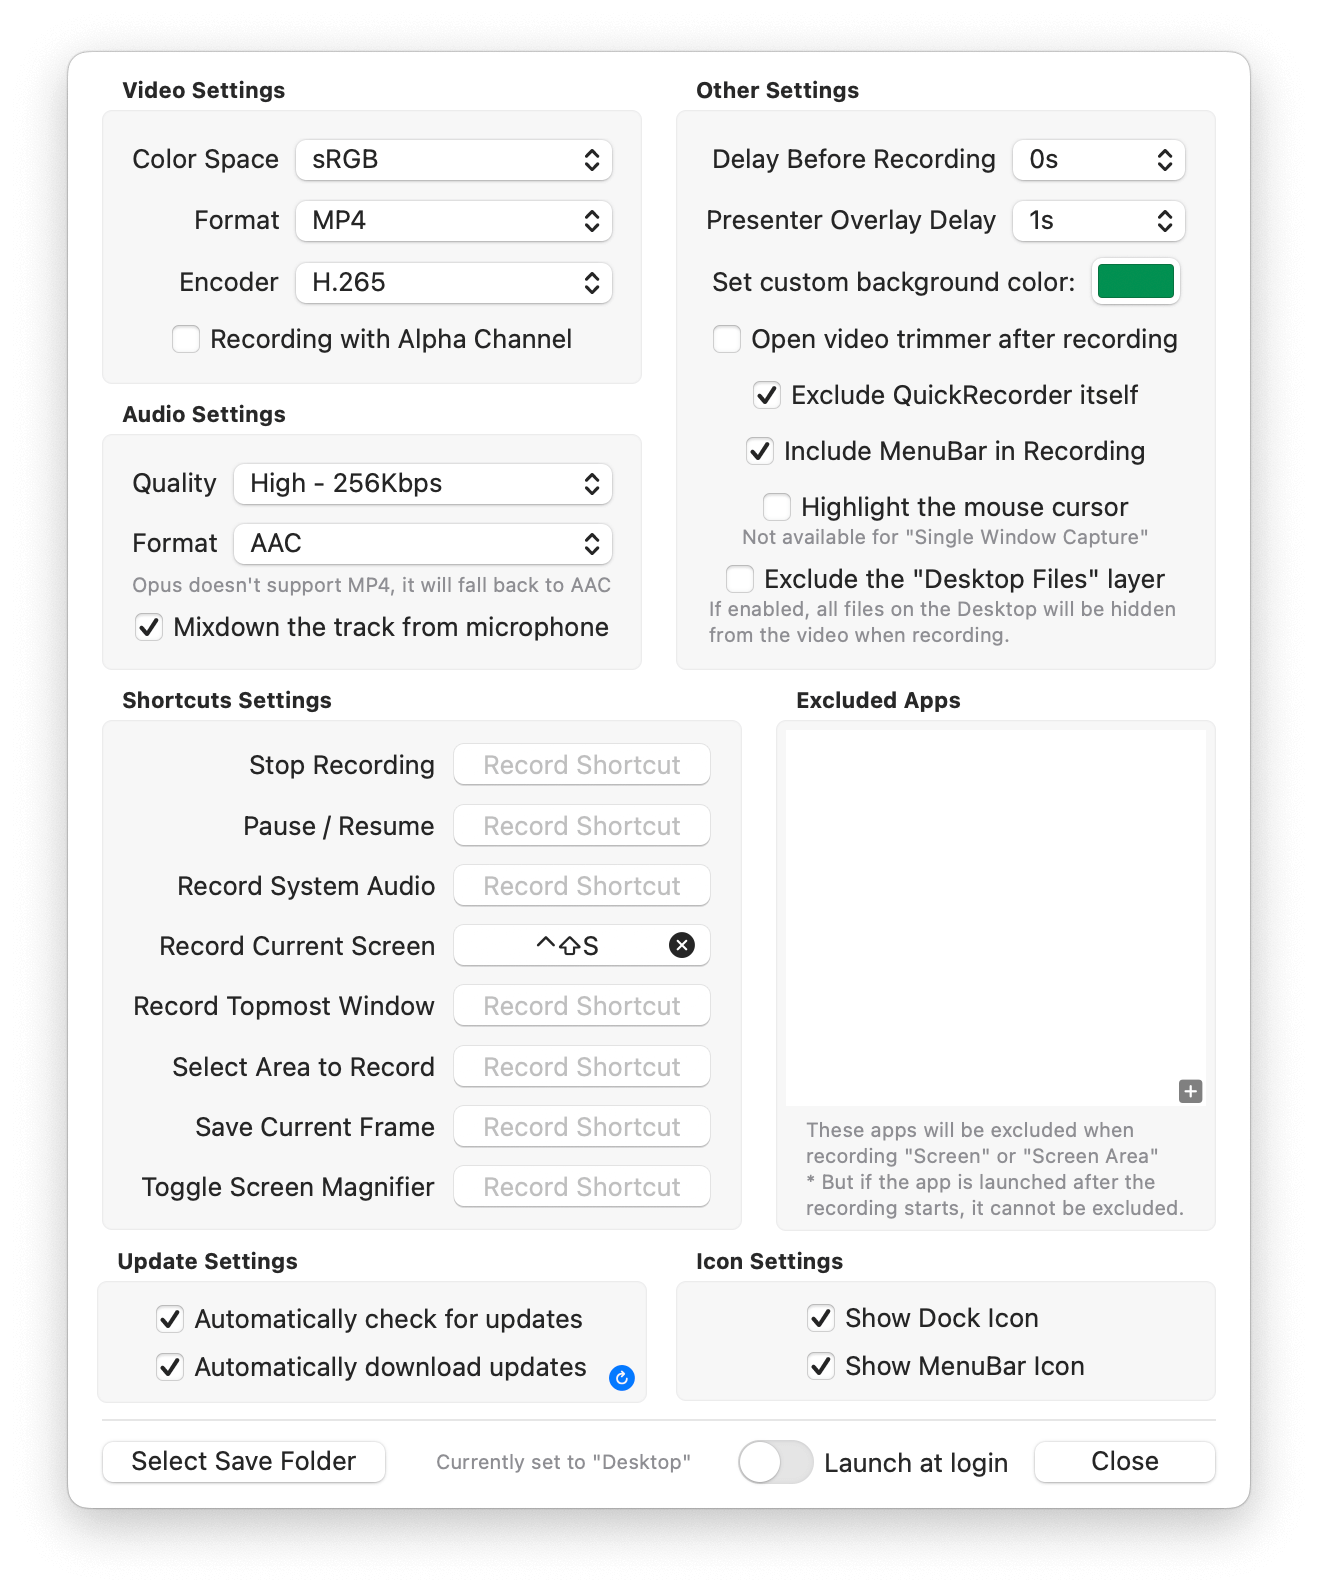 Video Settings
Color Space sRGB
Format MP4
Encoder H.265
Recording with Alpha Channel
Audio Settings
Quality High - 256Kbps
Format AAC
Opus doesn't support MP4, it will fall back to AAC
Mixdown the track from microphone
Other Settings
Delay Before Recording 0s
Presenter Overlay Delay 1s
Set custom background color:
Open video trimmer after recording
Exclude QuickRecorder itself
Include MenuBar in Recording
Highlight the mouse cursor
Not available for "Single Window Capture"
Exclude the "Desktop Files" layer
If enabled, all files on the Desktop will be hidden
from the video when recording.
Shortcuts Settings
Stop Recording Record Shortcut
Pause / Resume Record Shortcut
Record System Audio Record Shortcut
Record Current Screen ^⇧S
Record Topmost Window Record Shortcut
Select Area to Record Record Shortcut
Save Current Frame Record Shortcut
Toggle Screen Magnifier Record Shortcut
Excluded Apps
These apps will be excluded when
recording "Screen" or "Screen Area"
* But if the app is launched after the
recording starts, it cannot be excluded.
Update Settings
Automatically check for updates
Automatically download updates
Icon Settings
Show Dock Icon
Show MenuBar Icon
Select Save Folder Currently set to "Desktop" Launch at login Close